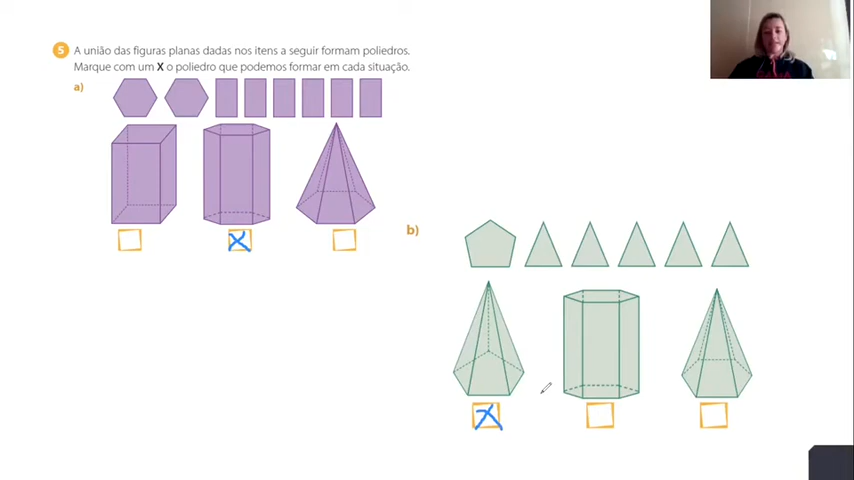 5 A união das figuras planas dadas nos itens a seguir formam poliedros.
Marque com um X o poliedro que podemos formar em cada situação.
a)
b)